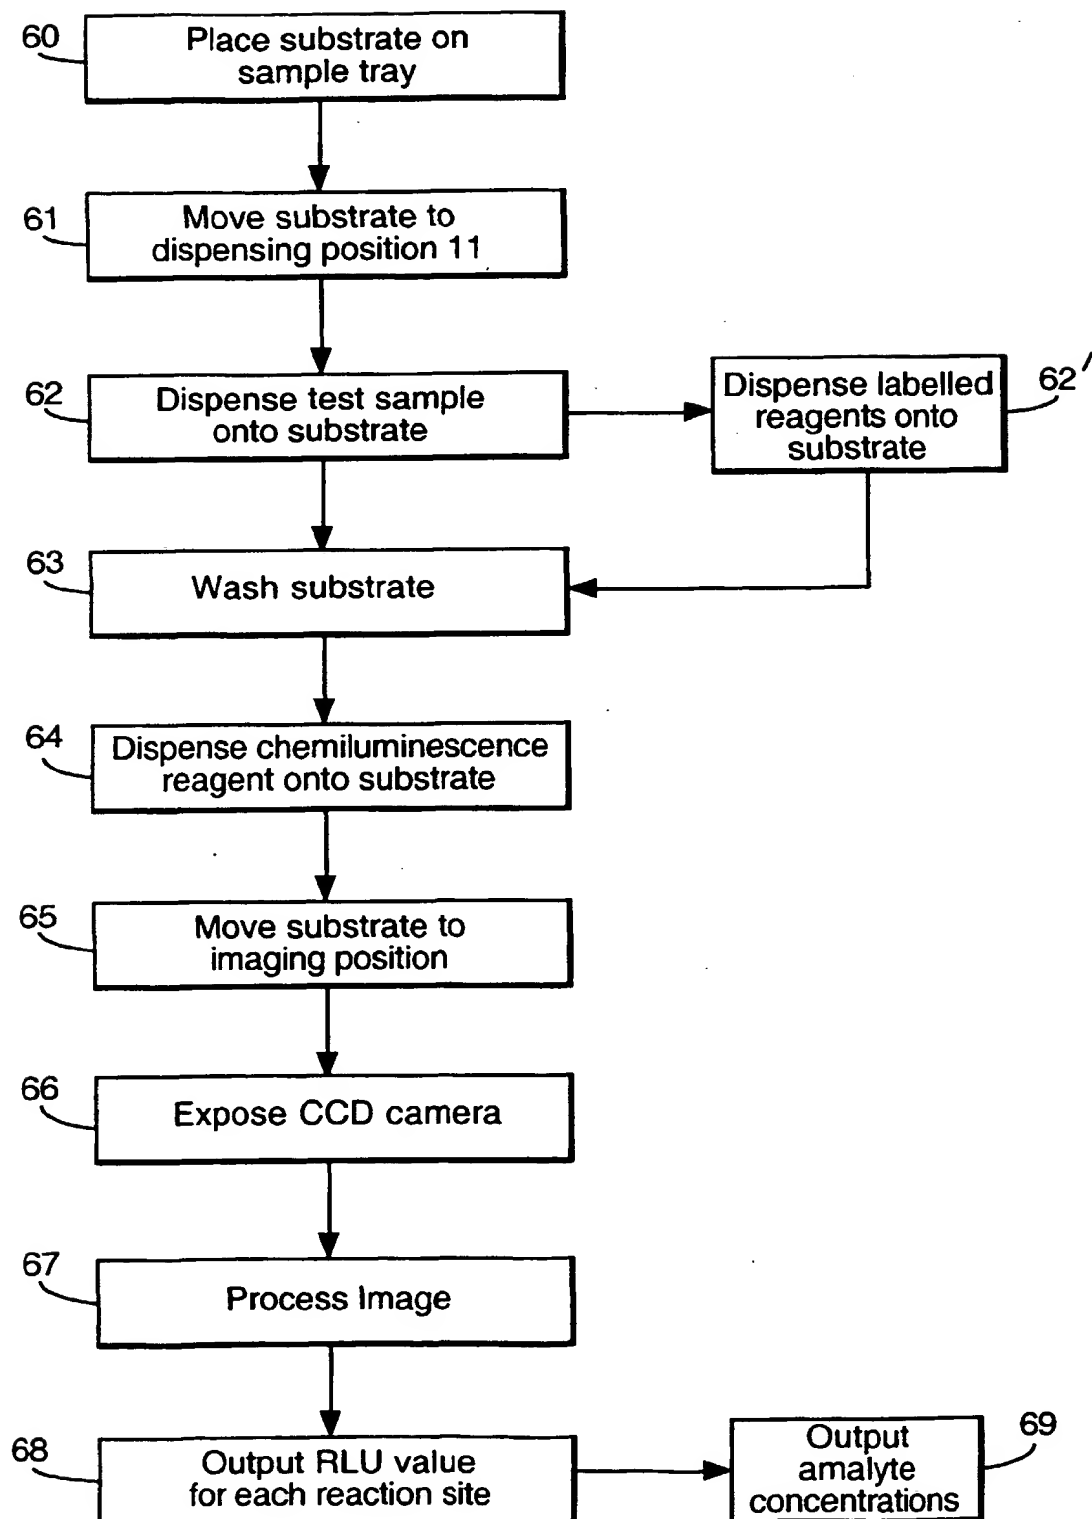 60
Place substrate on
sample tray
61
Move substrate to
dispensing position 11
62
Dispense test sample
onto substrate
Dispense labelled
reagents onto
substrate
62'
63
Wash substrate
64
Dispense chemiluminescence
reagent onto substrate
65
Move substrate to
imaging position
66
Expose CCD camera
67
Process Image
68
Output RLU value
for each reaction site
Output
amalyte
concentrations
69